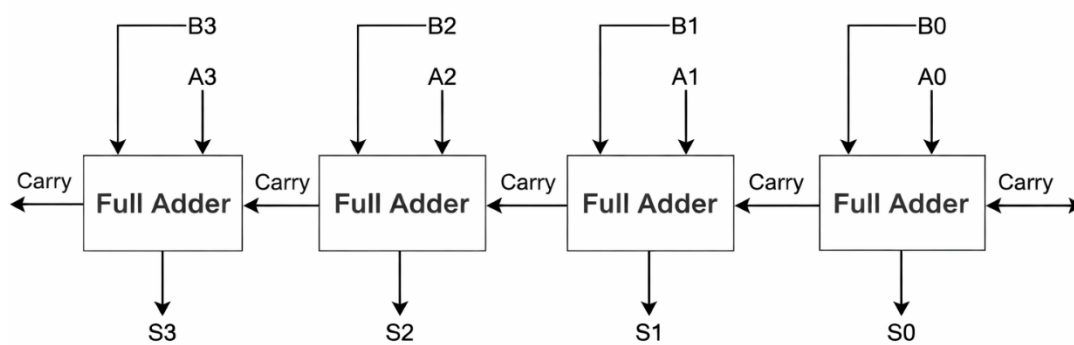 B3 B2 B1 B0
A3 A2 A1 A0
Carry Carry Carry Carry Carry
Full Adder Full Adder Full Adder Full Adder
S3 S2 S1 S0